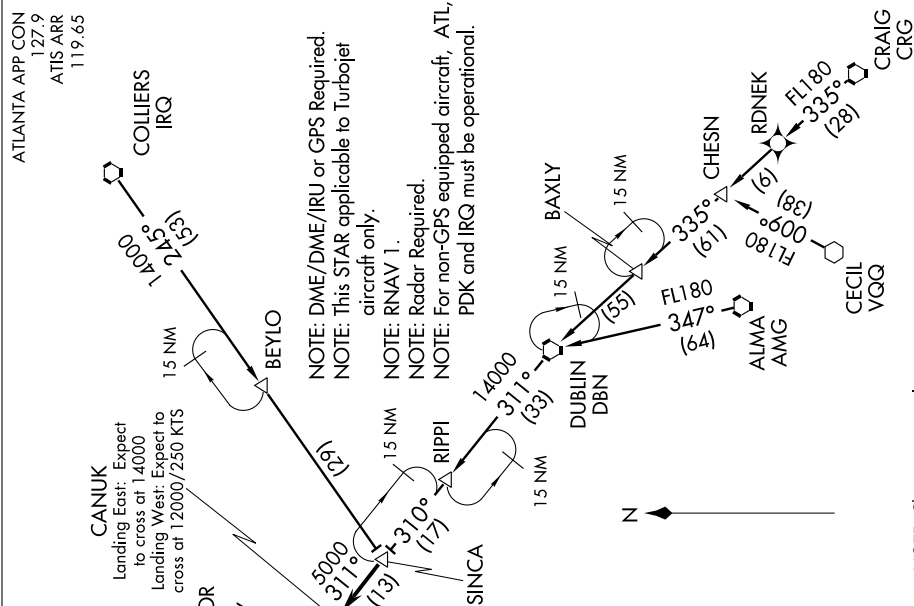 ATLANTA APP CON
127.9
ATIS ARR
119.65
COLLIERS
IRQ
14000
245°
(53)
15 NM
BEYLO
(29)
CANUK
Landing East: Expect
to cross at 14000
Landing West: Expect to
cross at 12000/250 KTS
NOTE: DME/DME/IRU or GPS Required.
NOTE: This STAR applicable to Turbojet
aircraft only.
NOTE: RNAV 1.
NOTE: Radar Required.
NOTE: For non-GPS equipped aircraft, ATL,
PDK and IRQ must be operational.
CRAIG
CRG
FL180
335°
(28)
RDNEK
(6)
CHESN
FL180
009°
(38)
CECIL
VQQ
335°
(61)
BAXLY
15 NM
(55)
15 NM
FL180
347°
(64)
ALMA
AMG
DUBLIN
DBN
14000
311°
(33)
RIPPI
15 NM
310°
(17)
15 NM
SINCA
5000
311°
(13)
DR
N